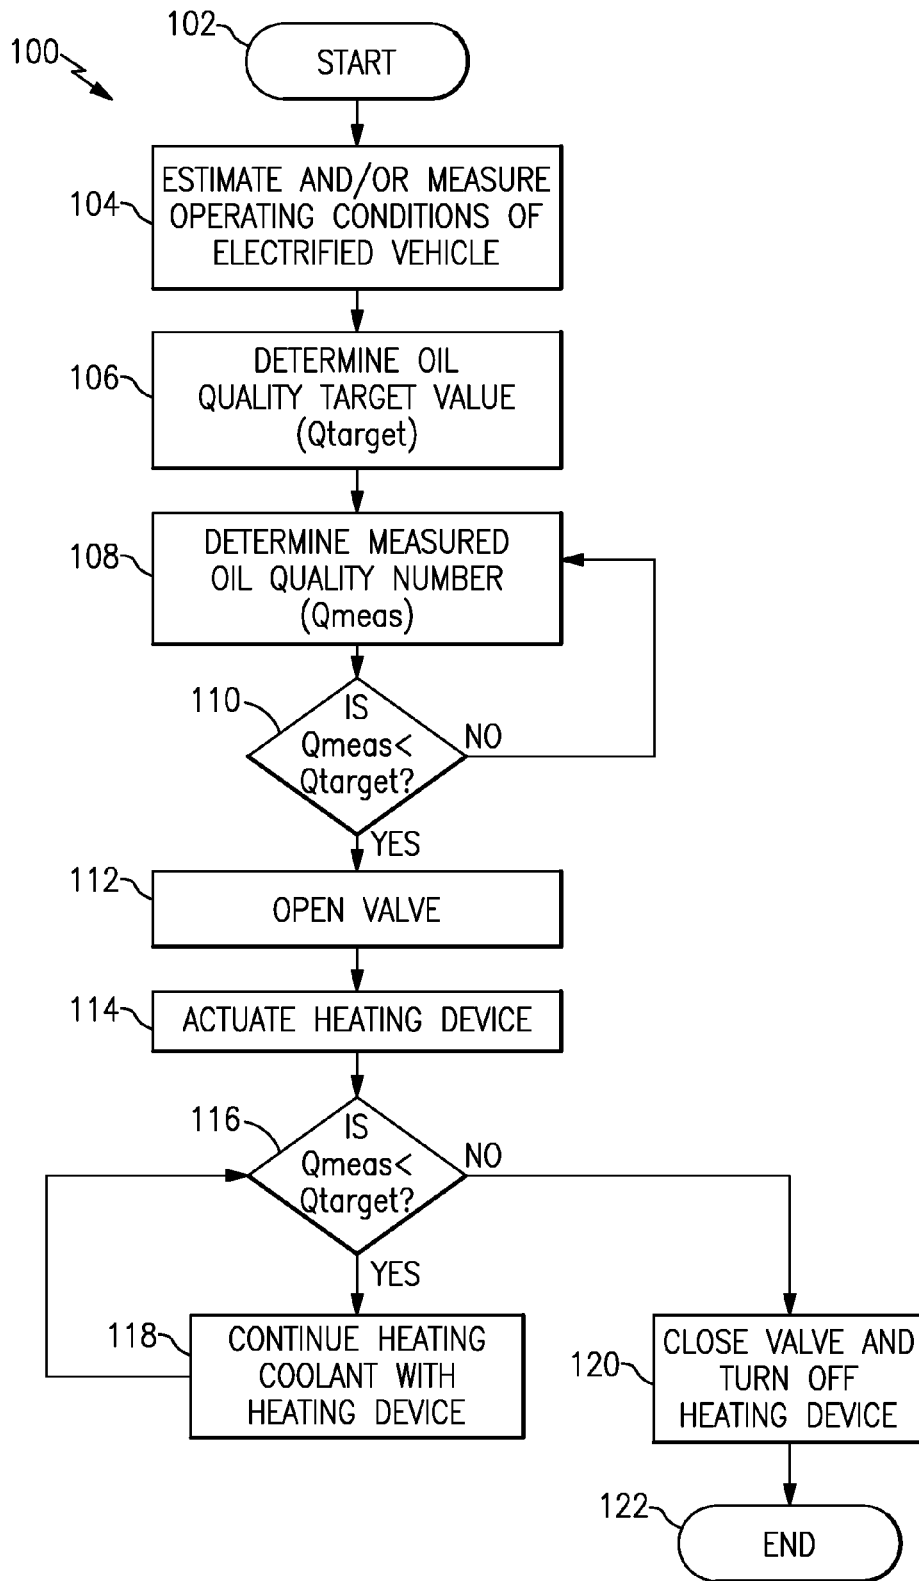 102
START
100
ESTIMATE AND/OR MEASURE
OPERATING CONDITIONS OF
ELECTRIFIED VEHICLE
104
DETERMINE OIL
QUALITY TARGET VALUE
(Qtarget)
106
DETERMINE MEASURED
OIL QUALITY NUMBER
(Qmeas)
108
110
IS
Qmeas<
Qtarget?
NO
YES
112
OPEN VALVE
114
ACTUATE HEATING DEVICE
116
IS
Qmeas<
Qtarget?
NO
YES
118
CONTINUE HEATING
COOLANT WITH
HEATING DEVICE
120
CLOSE VALVE AND
TURN OFF
HEATING DEVICE
122
END